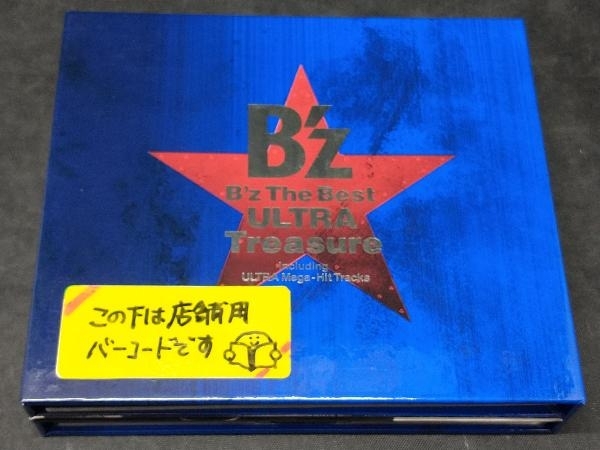 B'z
B'z The Best
ULTRA
Treasure
including
ULTRA Mega-Hit Tracks
この下は店舗用
バーコードです